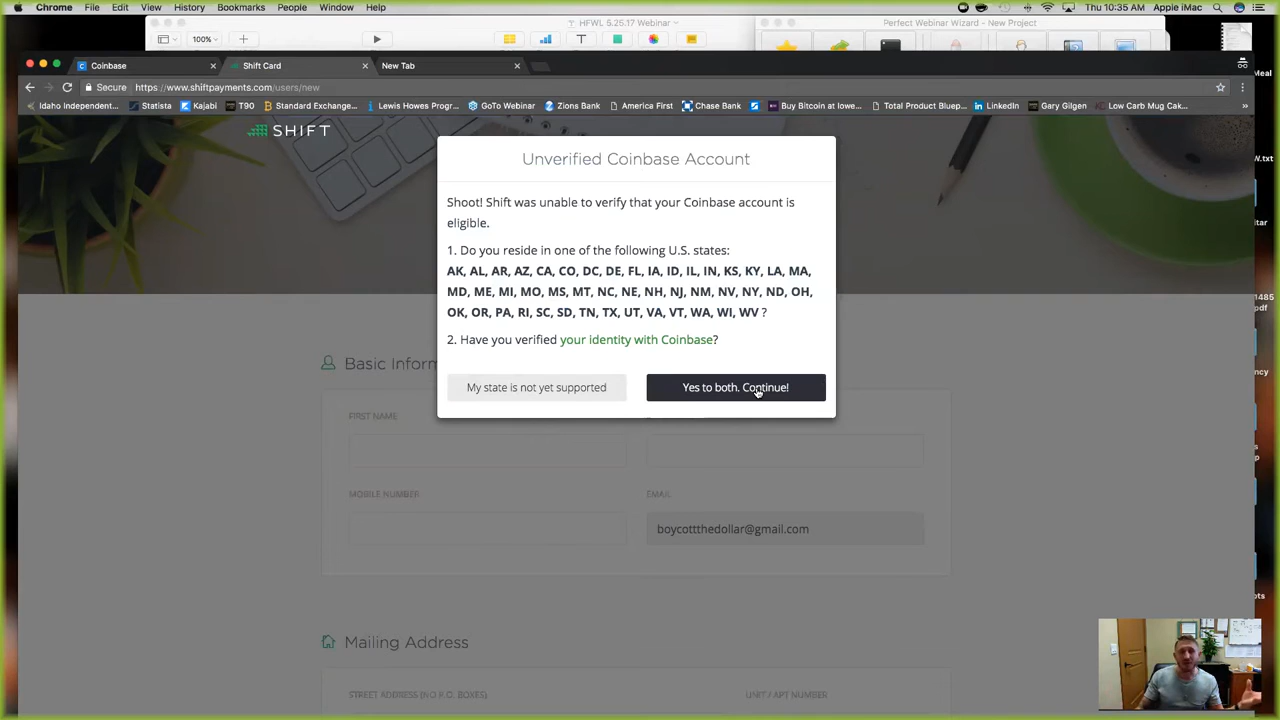 Chrome File Edit View History Bookmarks People Window Help
Thu 10:35 AM Appie iMac
HFWL 5.25.17 Webinar
Perfect Webinar Wizard - New Project
100%
Coinbase
Shift Card
New Tab
Secure https://www.shiftpayments.com/users/new
Idaho Independent...
Statista
Kajabi
T90
Standard Exchange...
Lewis Howes Progr...
GoTo Webinar
Zions Bank
America First
Chase Bank
Buy Bitcoin at lowe...
Total Product Bluepr...
LinkedIn
Gary Gilgen
Low Carb Mug Cak...
»
Meal
SHIFT
Unverified Coinbase Account
Shoot! Shift was unable to verify that your Coinbase account is
eligible.
1. Do you reside in one of the following U.S. states:
AK, AL, AR, AZ, CA, CO, DC, DE, FL, IA, ID, IL, IN, KS, KY, LA, MA,
MD, ME, MI, MO, MS, MT, NC, NE, NH, NJ, NM, NV, NY, ND, OH,
OK, OR, PA, RI, SC, SD, TN, TX, UT, VA, VT, WA, WI, WV ?
2. Have you verified your identity with Coinbase?
My state is not yet supported
Yes to both. Continue!
Basic Inform
FIRST NAME
MOBILE NUMBER
EMAIL
boycottthedollar@gmail.com
Mailing Address
STREET ADDRESS (NO P.O. BOXES)
UNIT / APT NUMBER
W.txt
itar
1485
pdf
ency
ots